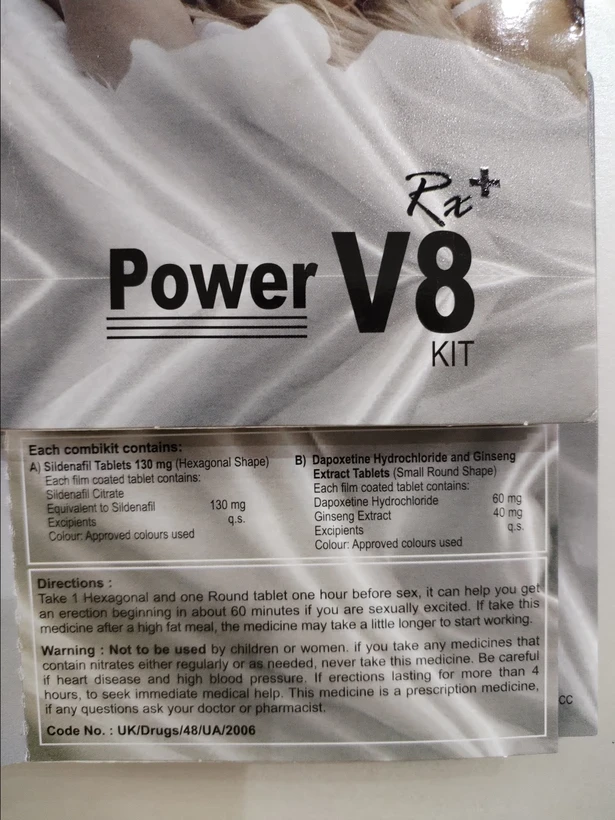 Rx+
Power V8
KIT
Each combikit contains:
A) Sildenafil Tablets 130 mg (Hexagonal Shape)
Each film coated tablet contains:
Sildenafil Citrate
Equivalent to Sildenafil 130 mg
Excipients q.s.
Colour: Approved colours used
B) Dapoxetine Hydrochloride and Ginseng
Extract Tablets (Small Round Shape)
Each film coated tablet contains:
Dapoxetine Hydrochloride 60 mg
Ginseng Extract 40 mg
Excipients q.s.
Colour: Approved colours used
Directions :
Take 1 Hexagonal and one Round tablet one hour before sex, it can help you get
an erection beginning in about 60 minutes if you are sexually excited. If take this
medicine after a high fat meal, the medicine may take a little longer to start working.
Warning : Not to be used by children or women. if you take any medicines that
contain nitrates either regularly or as needed, never take this medicine. Be careful
if heart disease and high blood pressure. If erections lasting for more than 4
hours, to seek immediate medical help. This medicine is a prescription medicine,
if any questions ask your doctor or pharmacist.
Code No. : UK/Drugs/48/UA/2006
CC